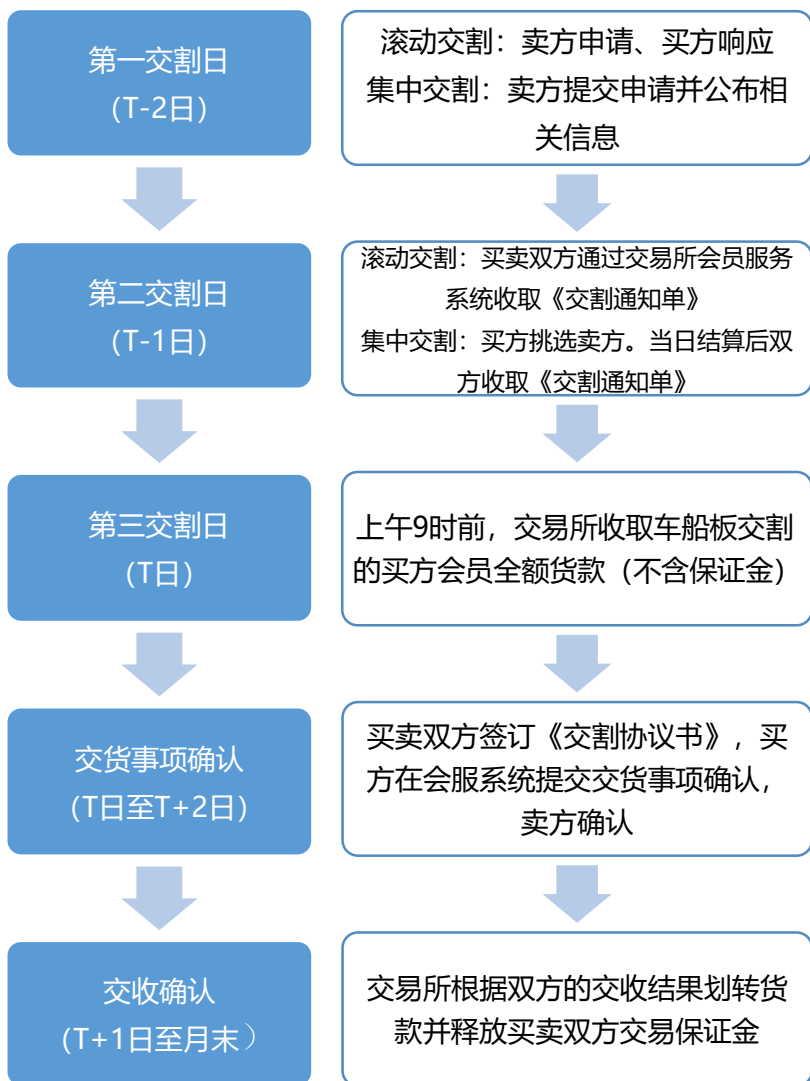 第一交割日
(T-2日)
滚动交割：卖方申请、买方响应
集中交割：卖方提交申请并公布相
关信息
第二交割日
(T-1日)
滚动交割：买卖双方通过交易所会员服务
系统收取《交割通知单》
集中交割：买方挑选卖方。当日结算后双
方收取《交割通知单》
第三交割日
(T日)
上午9时前，交易所收取车船板交割
的买方会员全额货款（不含保证金）
交货事项确认
(T日至T+2日)
买卖双方签订《交割协议书》，买
方在会服系统提交交货事项确认，
卖方确认
交收确认
(T+1日至月末）
交易所根据双方的交收结果划转货
款并释放买卖双方交易保证金